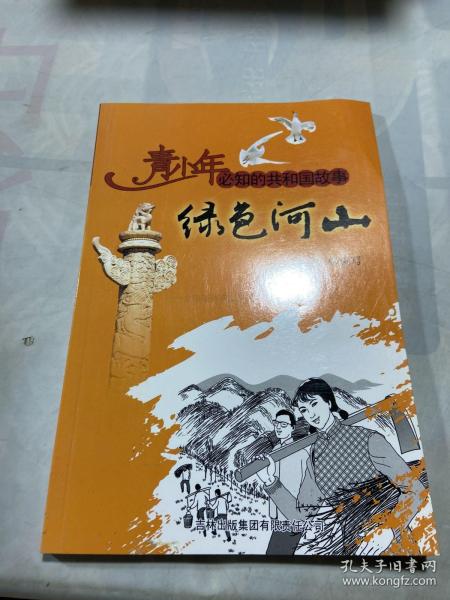 青少年
必知的共和国故事
绿色河山
吉林出版集团有限责任公司
孔夫子旧书网
www.kongfz.com